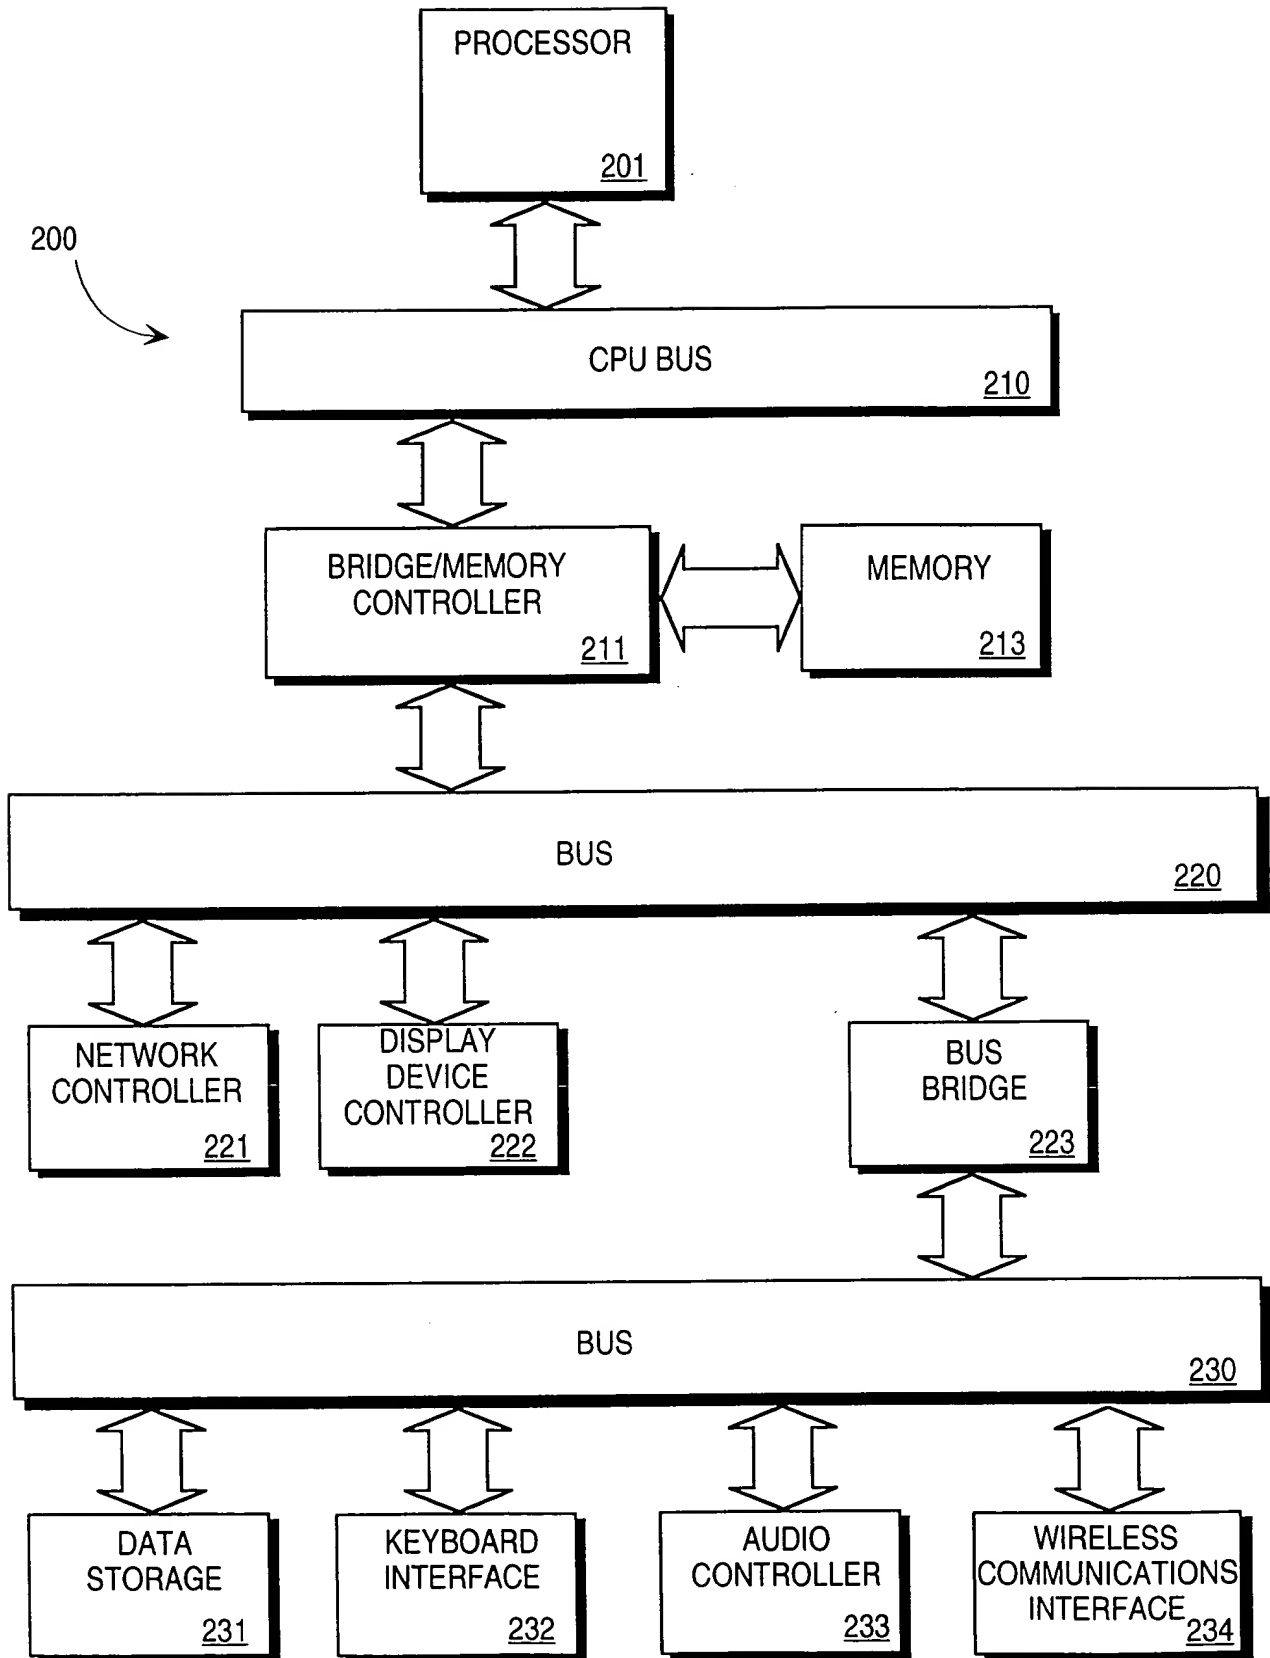 PROCESSOR
201
200
CPU BUS
210
BRIDGE/MEMORY
CONTROLLER
211
MEMORY
213
BUS
220
NETWORK
CONTROLLER
221
DISPLAY
DEVICE
CONTROLLER
222
BUS
BRIDGE
223
BUS
230
DATA
STORAGE
231
KEYBOARD
INTERFACE
232
AUDIO
CONTROLLER
233
WIRELESS
COMMUNICATIONS
INTERFACE
234